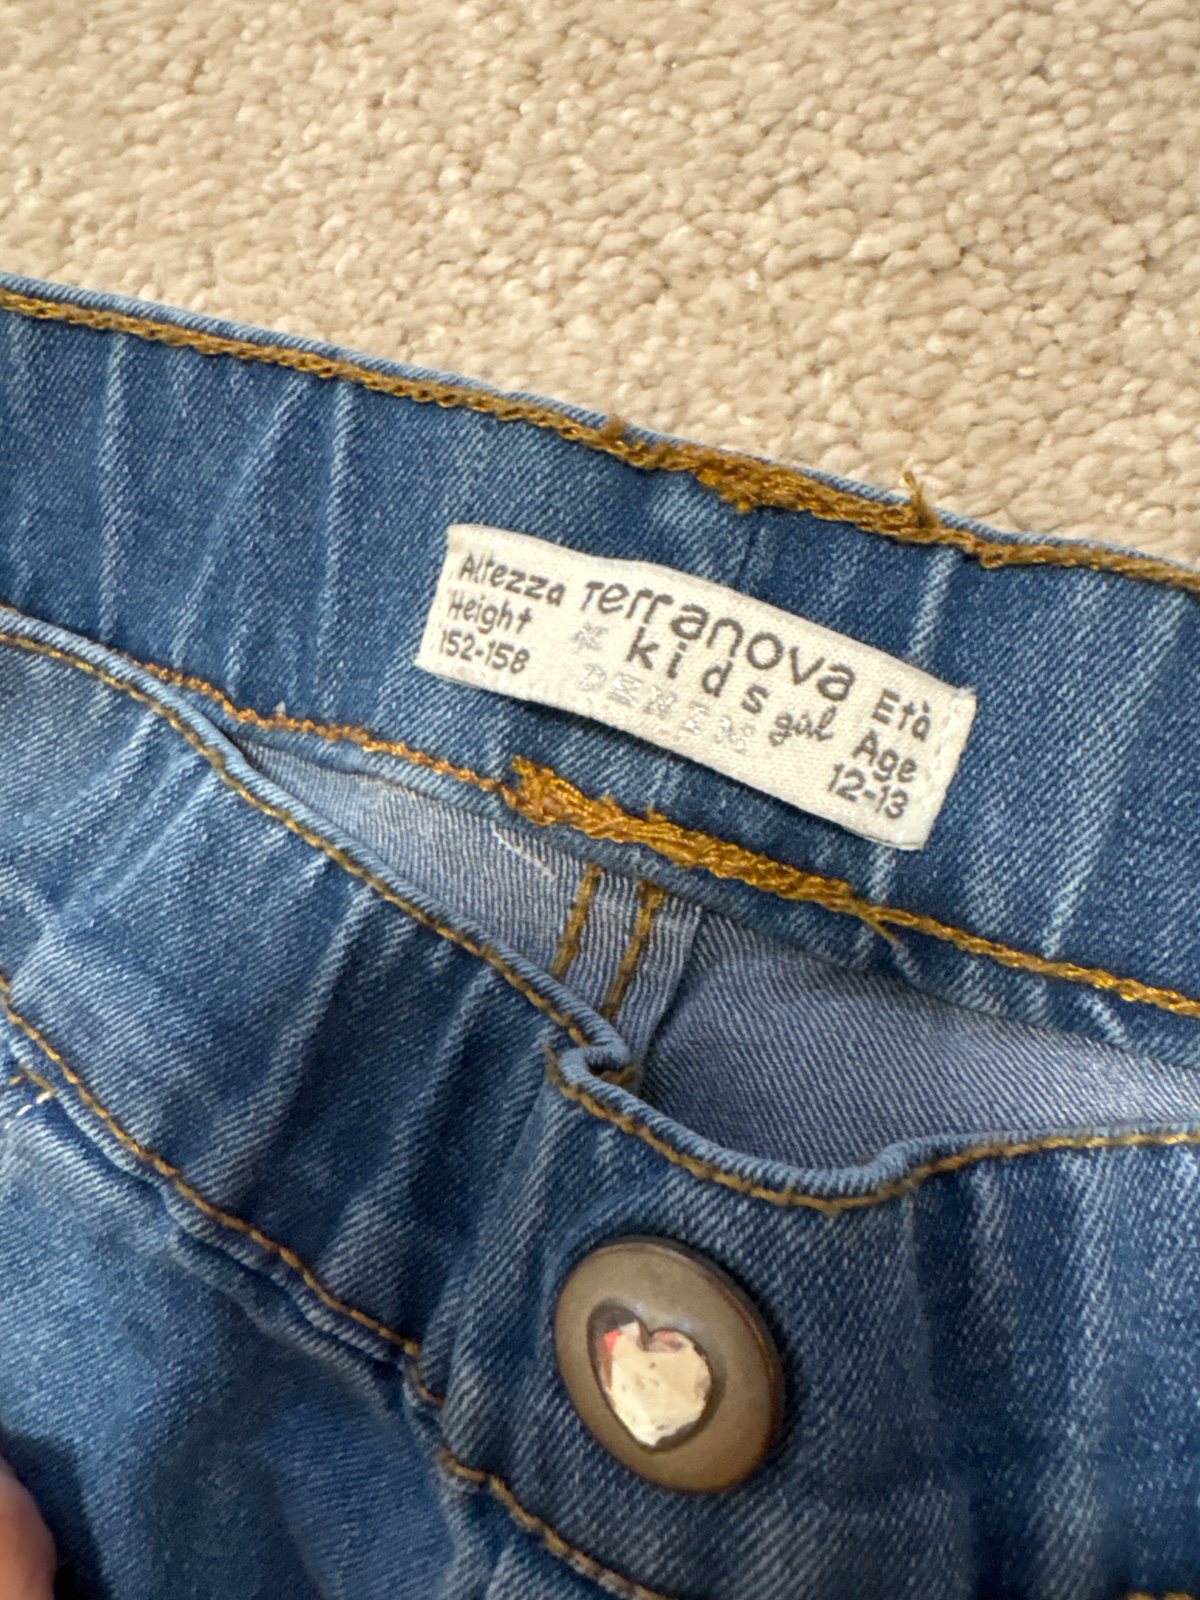 Altezza
Height
152-158
Terranova
kids
DENIM
girl
Età
Age
12-13